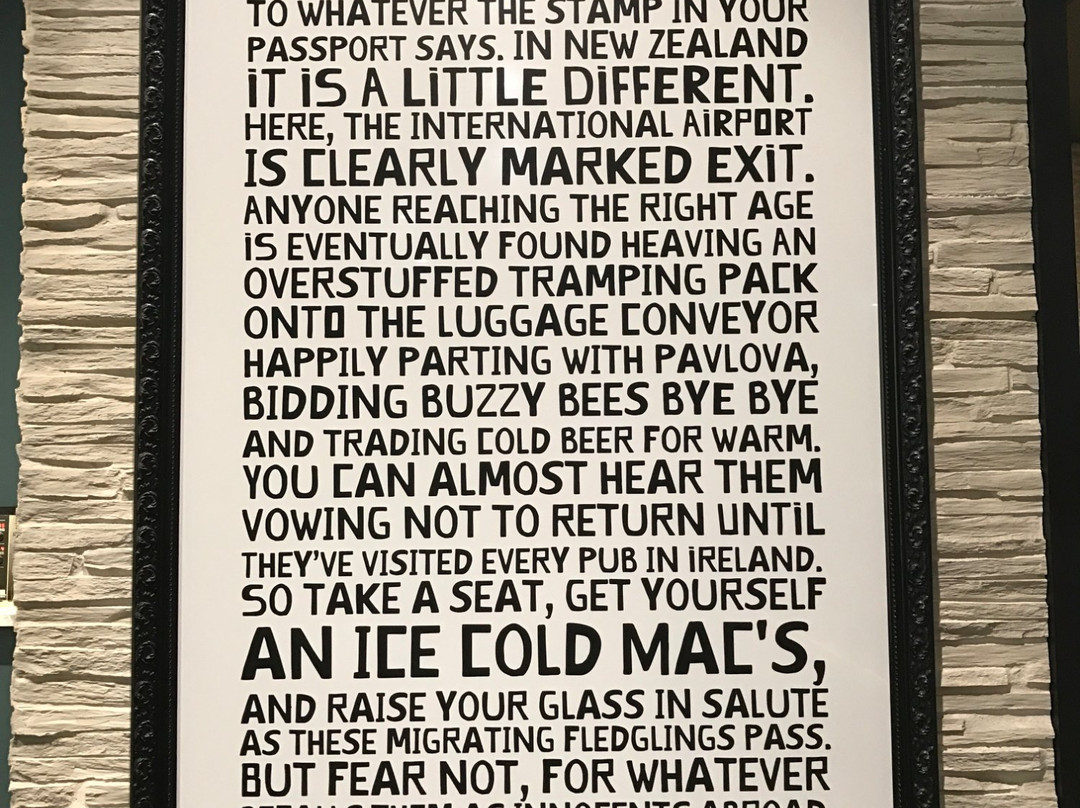 TO WHATEVER THE STAMP IN YOUR
PASSPORT SAYS. IN NEW ZEALAND
IT IS A LITTLE DIFFERENT.
HERE, THE INTERNATIONAL AIRPORT
IS CLEARLY MARKED EXIT.
ANYONE REACHING THE RIGHT AGE
IS EVENTUALLY FOUND HEAVING AN
OVERSTUFFED TRAMPING PACK
ONTO THE LUGGAGE CONVEYOR
HAPPILY PARTING WITH PAVLOVA,
BIDDING BUZZY BEES BYE BYE
AND TRADING COLD BEER FOR WARM.
YOU CAN ALMOST HEAR THEM
VOWING NOT TO RETURN UNTIL
THEY'VE VISITED EVERY PUB IN IRELAND.
SO TAKE A SEAT, GET YOURSELF
AN ICE COLD MAC'S,
AND RAISE YOUR GLASS IN SALUTE
AS THESE MIGRATING FLEDGLINGS PASS.
BUT FEAR NOT, FOR WHATEVER
THEM AS INNOCENTS ABROAD